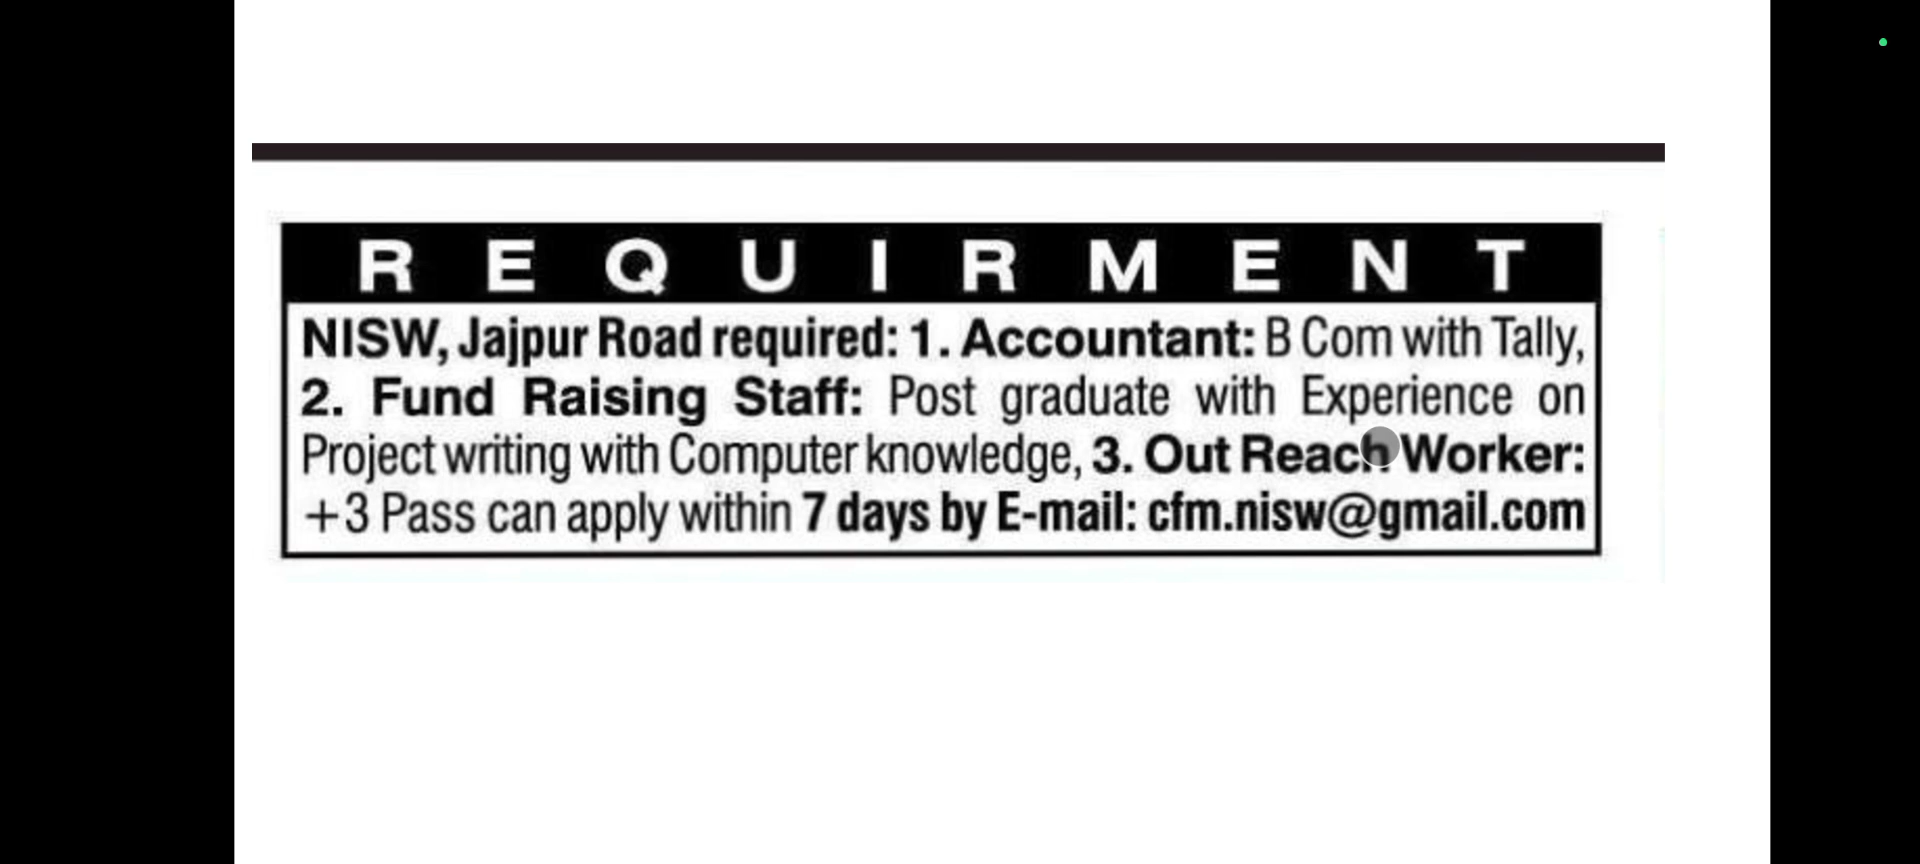 REQUIRMENT
NISW, Jajpur Road required: 1. Accountant: B Com with Tally,
2. Fund Raising Staff: Post graduate with Experience on
Project writing with Computer knowledge, 3. Out Reach Worker:
+3 Pass can apply within 7 days by E-mail: cfm.nisw@gmail.com